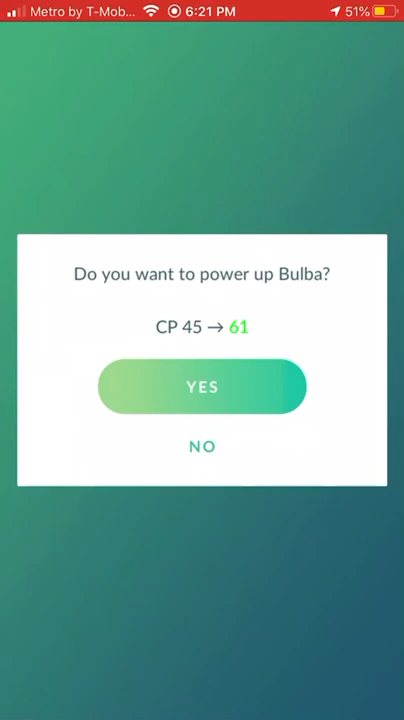 Metro by T-Mob... 6:21 PM 51%
Do you want to power up Bulba?
CP 45 → 61
YES
NO